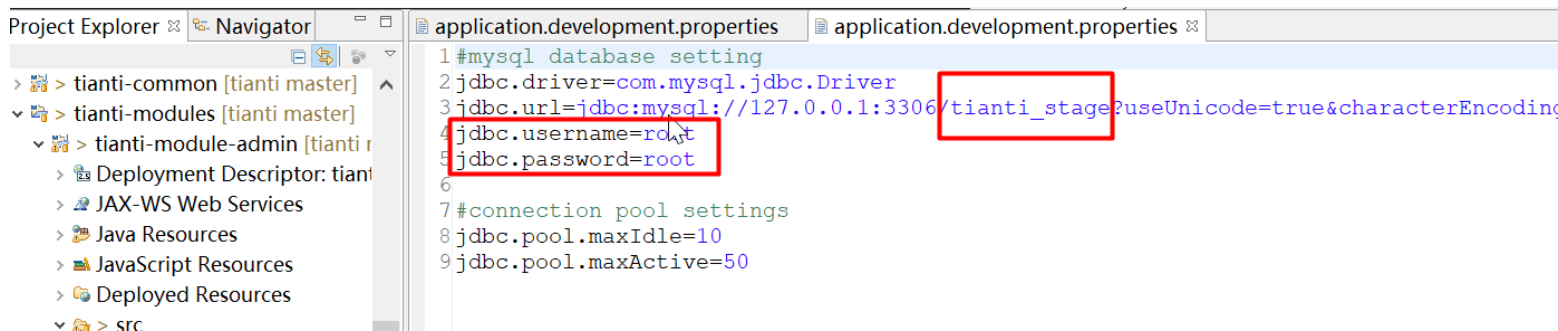 Project Explorer
Navigator
> tianti-common [tianti master]
> tianti-modules [tianti master]
> tianti-module-admin [tianti r
Deployment Descriptor: tiant
JAX-WS Web Services
Java Resources
JavaScript Resources
Deployed Resources
> src
application.development.properties
application.development.properties
1 #mysql database setting
2 jdbc.driver=com.mysql.jdbc.Driver
3 jdbc.url=jdbc:mysql://127.0.0.1:3306/tianti_stage?useUnicode=true&characterEncoding
4 jdbc.username=root
5 jdbc.password=root
6
7 #connection pool settings
8 jdbc.pool.maxIdle=10
9 jdbc.pool.maxActive=50